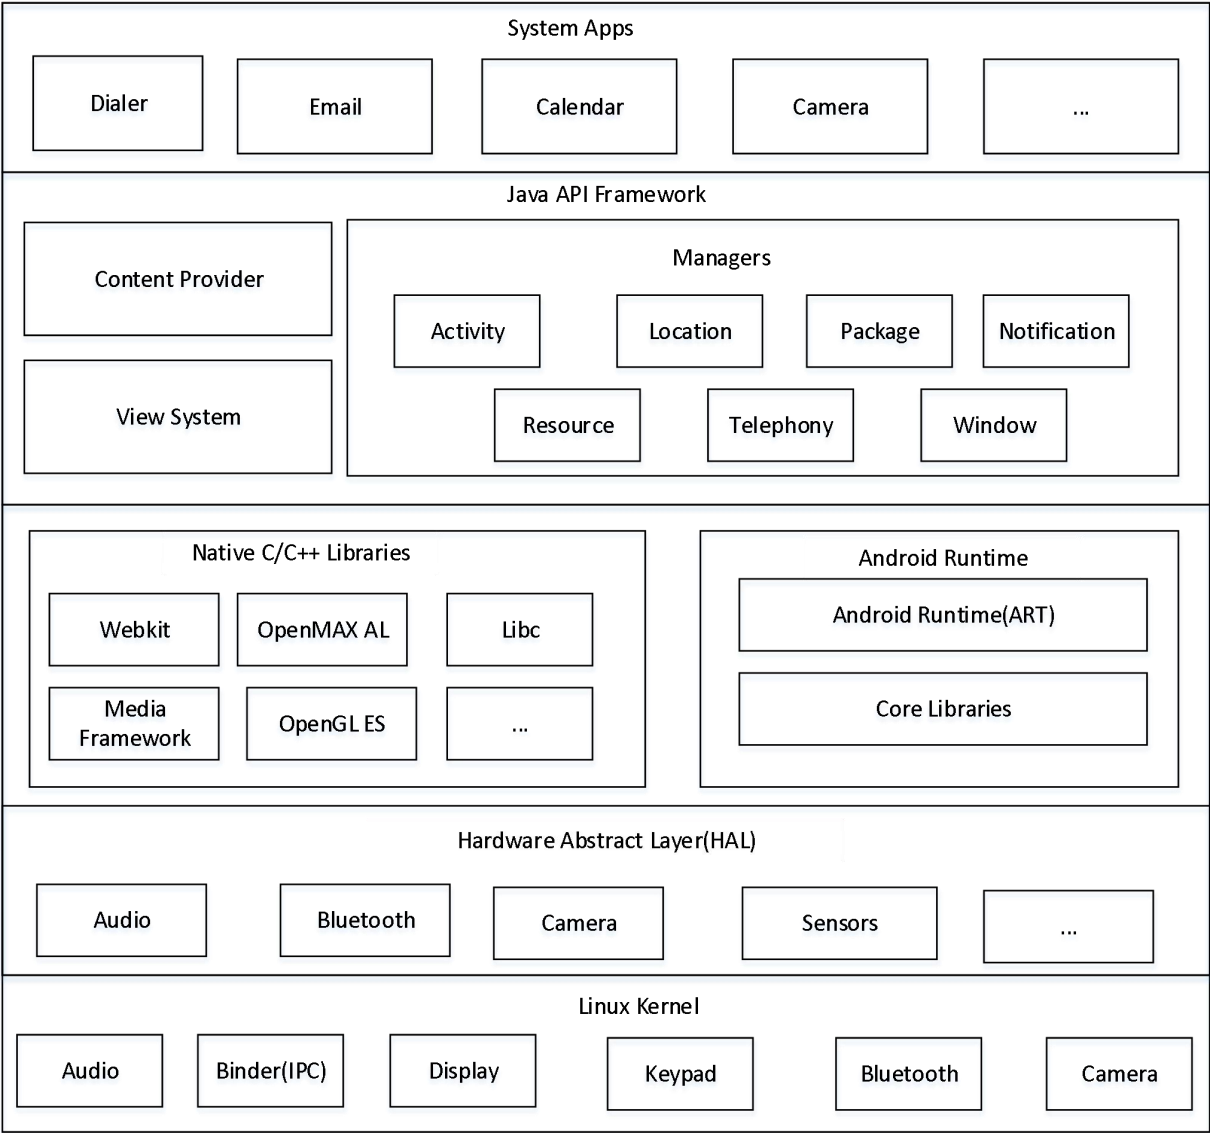 System Apps
Dialer
Email
Calendar
Camera
...
Java API Framework
Content Provider
View System
Managers
Activity
Location
Package
Notification
Resource
Telephony
Window
Native C/C++ Libraries
Webkit
OpenMAX AL
Libc
Media
Framework
OpenGL ES
...
Android Runtime
Android Runtime(ART)
Core Libraries
Hardware Abstract Layer(HAL)
Audio
Bluetooth
Camera
Sensors
...
Linux Kernel
Audio
Binder(IPC)
Display
Keypad
Bluetooth
Camera